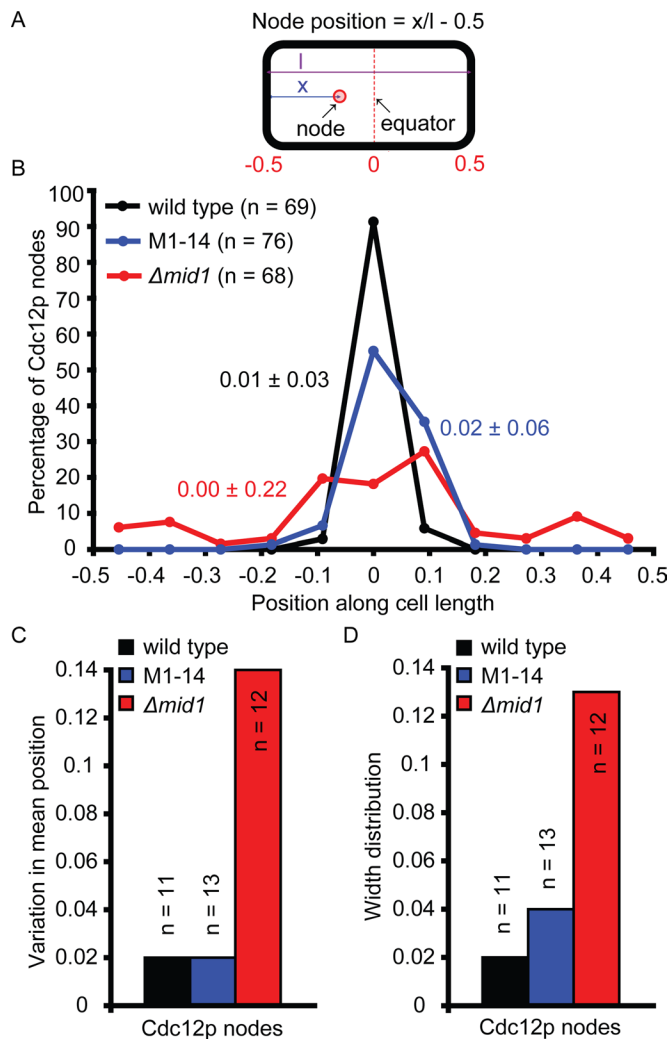 A
Node position = x/l - 0.5
l
x
node
equator
-0.5
0
0.5
B
100
90
80
70
60
50
40
30
20
10
0
Percentage of Cdc12p nodes
wild type (n = 69)
M1-14 (n = 76)
Δmid1 (n = 68)
0.01 ± 0.03
0.02 ± 0.06
0.00 ± 0.22
-0.5 -0.4 -0.3 -0.2 -0.1 0 0.1 0.2 0.3 0.4 0.5
Position along cell length
C
wild type
M1-14
Δmid1
0.14
0.12
0.1
0.08
0.06
0.04
0.02
0
Variation in mean position
n = 11
n = 13
n = 12
Cdc12p nodes
D
wild type
M1-14
Δmid1
0.14
0.12
0.1
0.08
0.06
0.04
0.02
0
Width distribution
n = 11
n = 13
n = 12
Cdc12p nodes